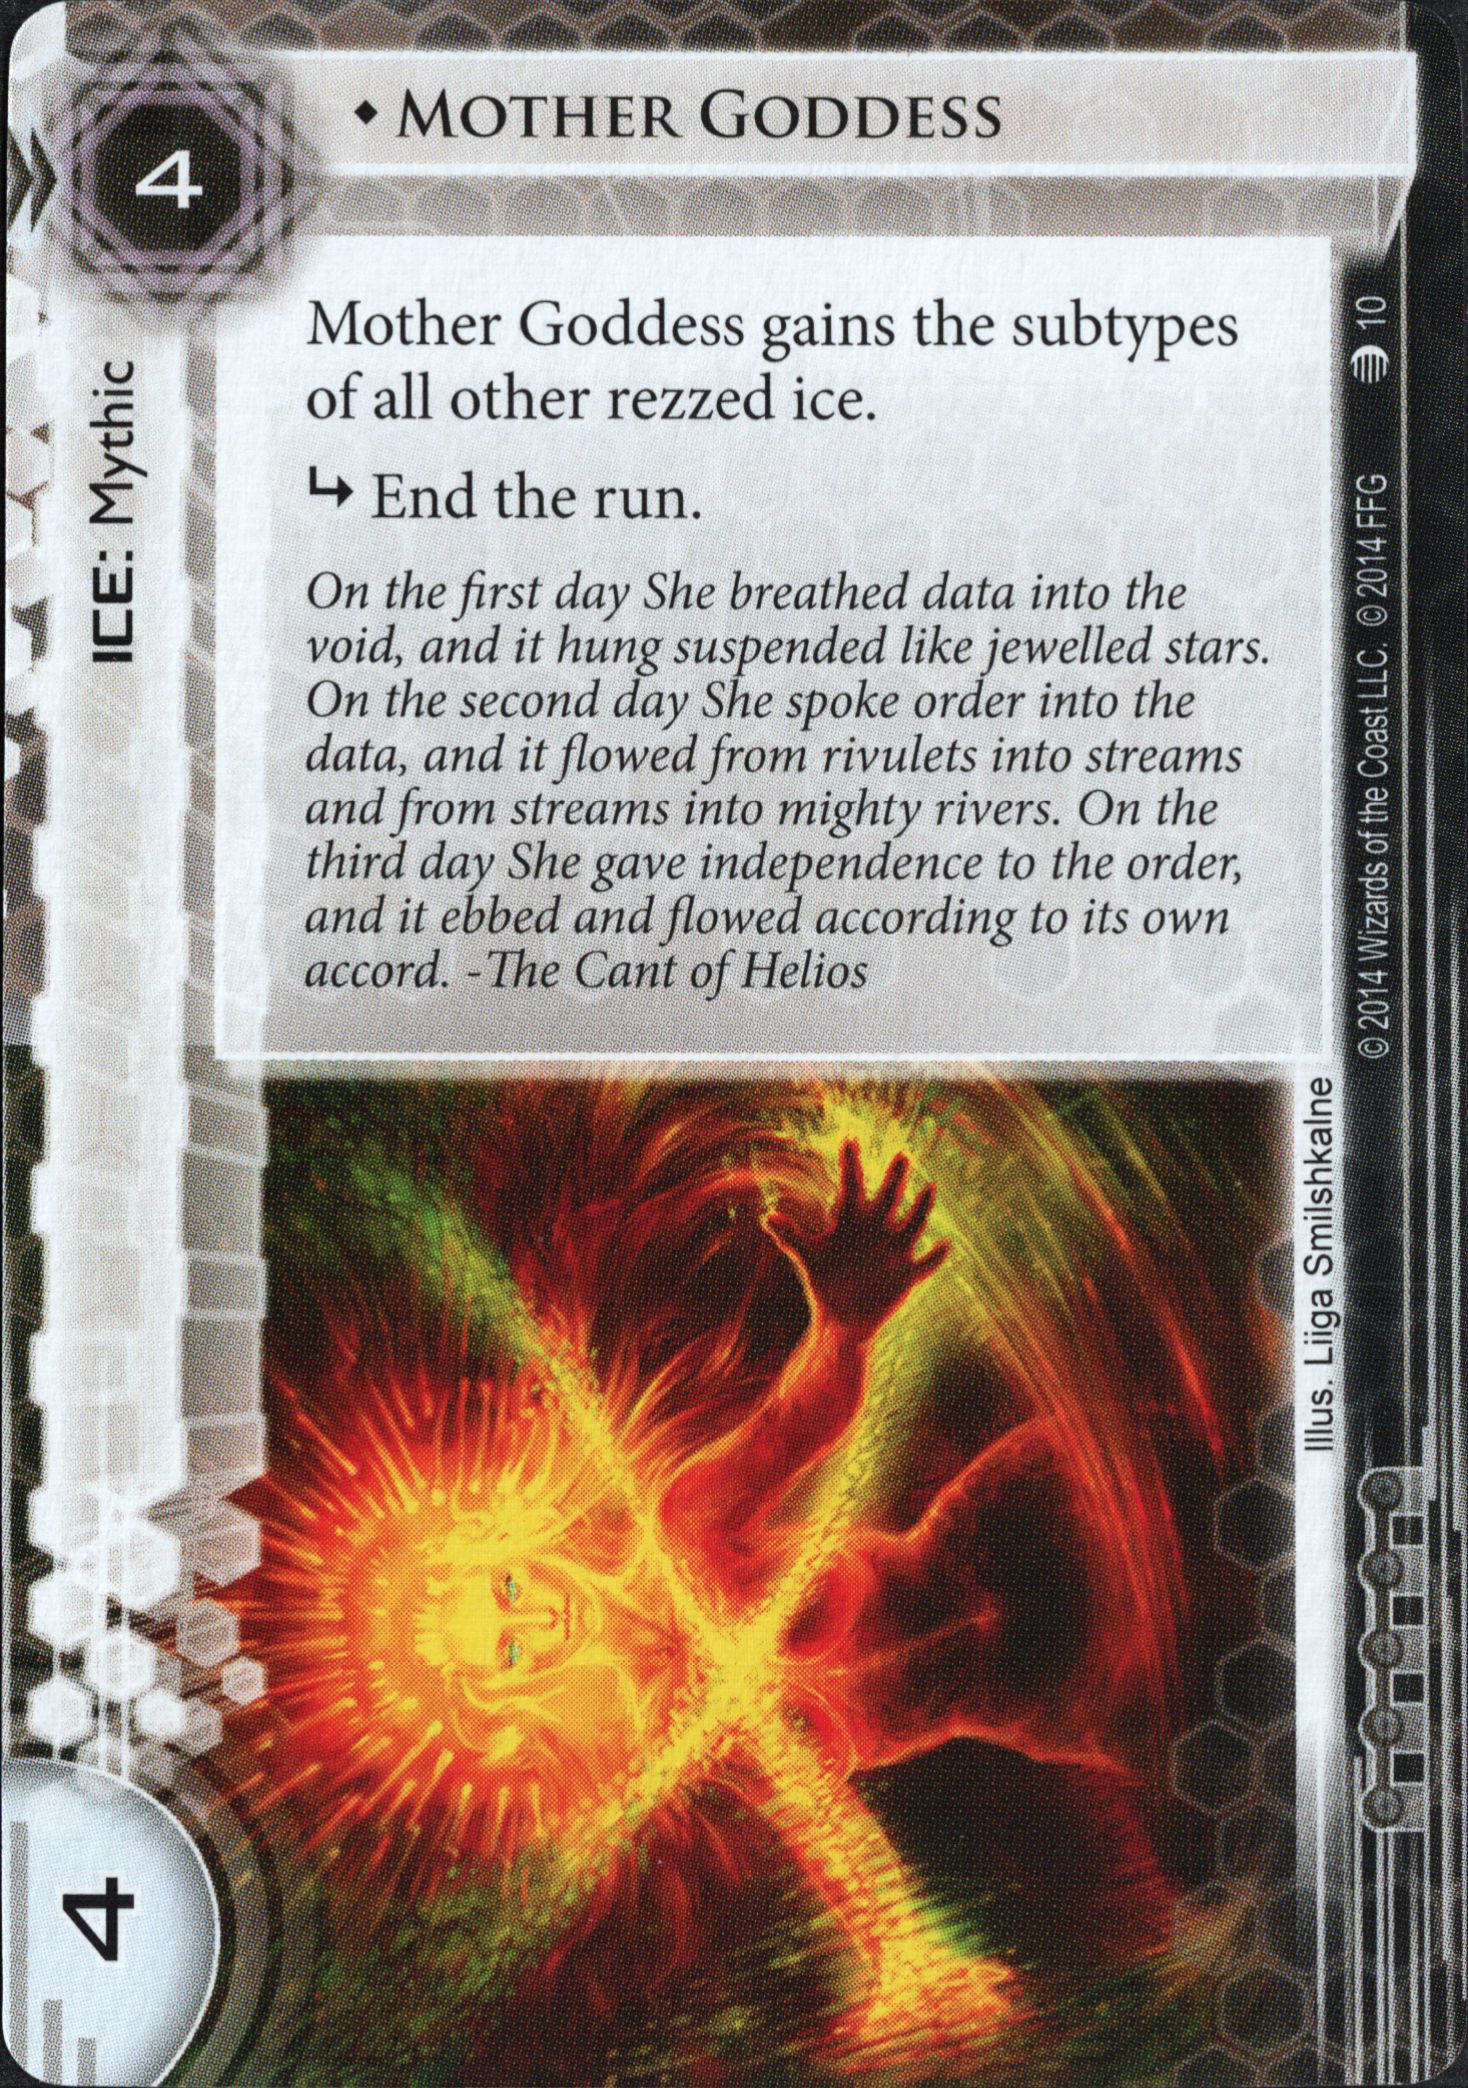 4
♦ MOTHER GODDESS
ICE: Mythic
Mother Goddess gains the subtypes
of all other rezzed ice.
↳ End the run.
On the first day She breathed data into the
void, and it hung suspended like jewelled stars.
On the second day She spoke order into the
data, and it flowed from rivulets into streams
and from streams into mighty rivers. On the
third day She gave independence to the order,
and it ebbed and flowed according to its own
accord. -The Cant of Helios
4
Illus. Liiga Smilshkalne
© 2014 Wizards of the Coast LLC. © 2014 FFG
10